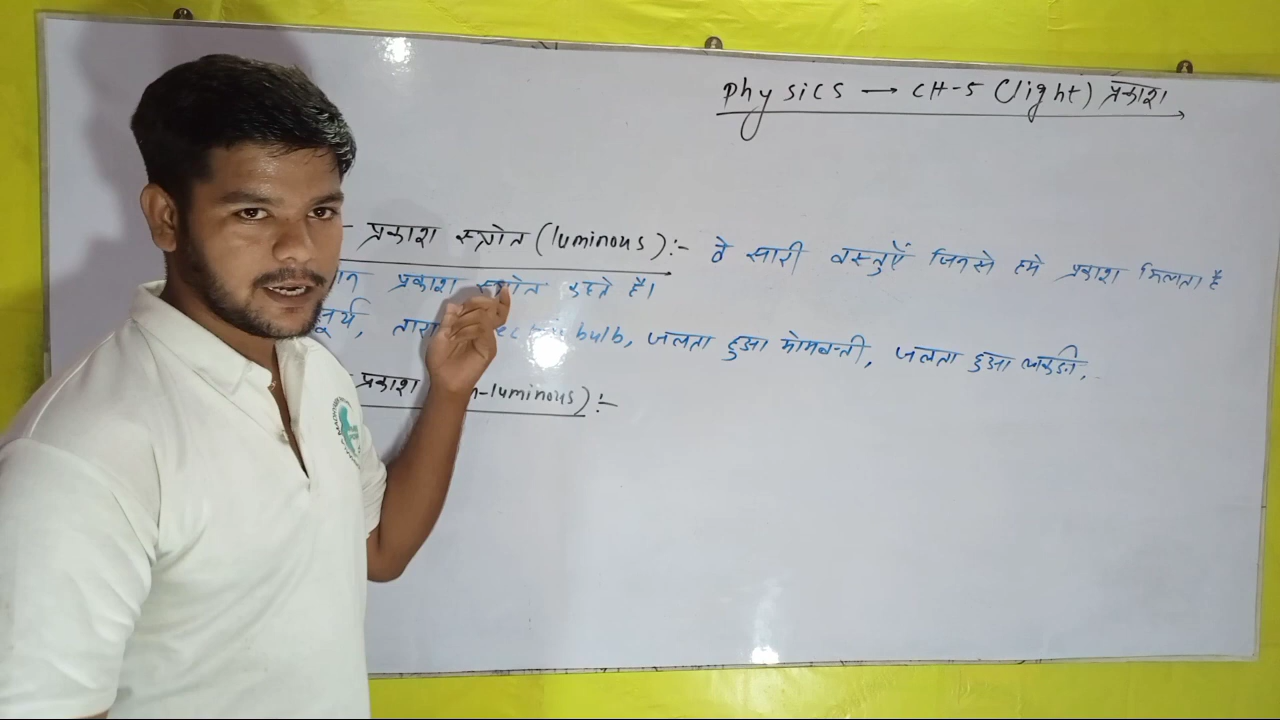 Physics → CH-5 (light) प्रकाश
- प्रकाश स्त्रोत (luminous):- वे सारी वस्तुएँ जिनसे हमे प्रकाश मिलता है
प्रकाश स्त्रोत कहते है।
सूर्य, तारा bulb, जलता हुआ मोमबत्ती, जलता हुआ लकड़ी,
- प्रकाश n-luminous):-